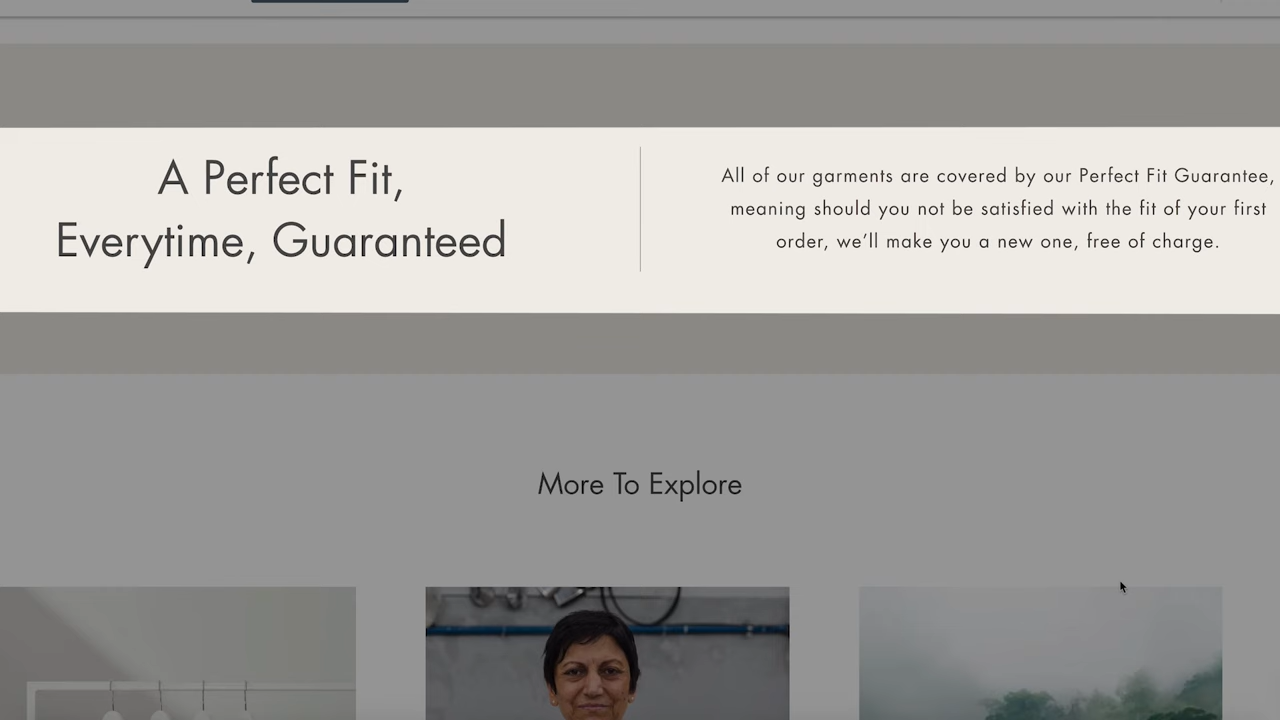 A Perfect Fit,
Everytime, Guaranteed
All of our garments are covered by our Perfect Fit Guarantee,
meaning should you not be satisfied with the fit of your first
order, we’ll make you a new one, free of charge.
More To Explore